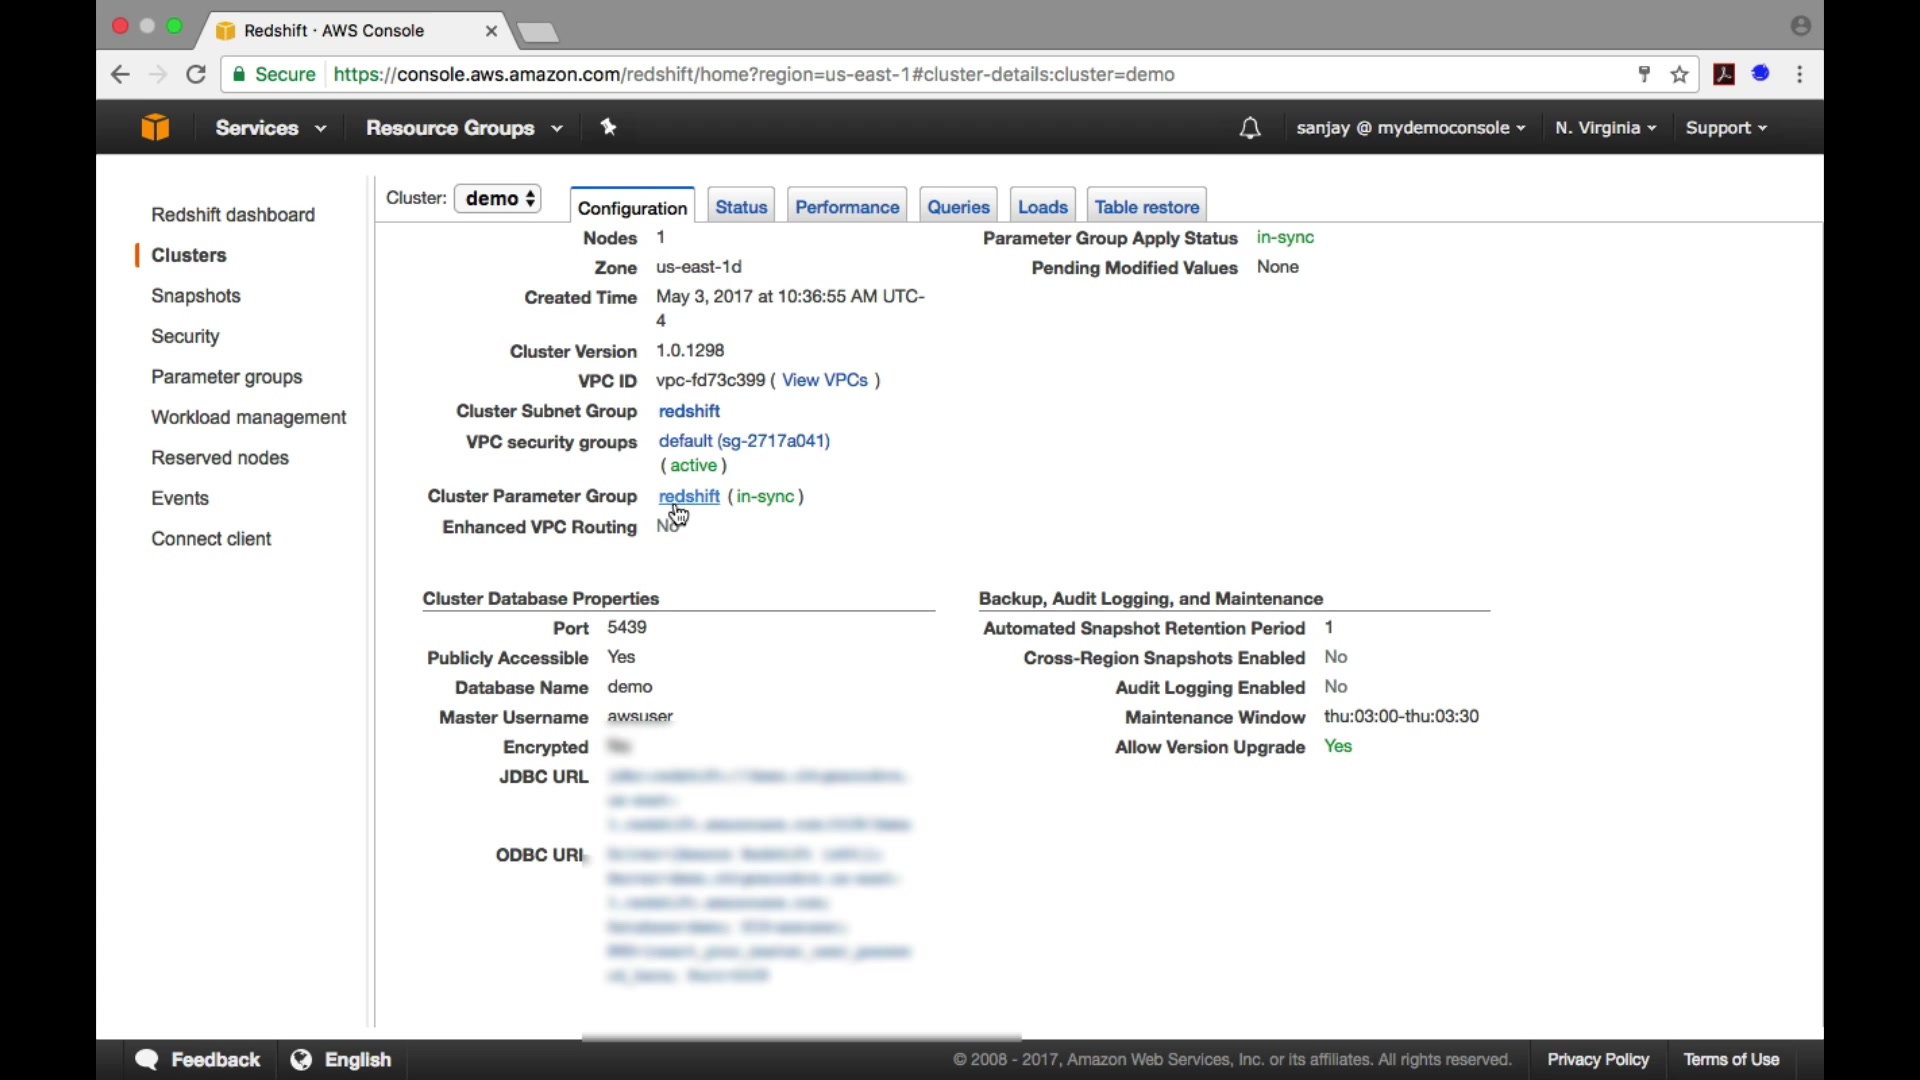 Redshift · AWS Console
Secure https://console.aws.amazon.com/redshift/home?region=us-east-1#cluster-details:cluster=demo
Services Resource Groups sanjay @ mydemoconsole N. Virginia Support
Redshift dashboard
Clusters
Snapshots
Security
Parameter groups
Workload management
Reserved nodes
Events
Connect client
Cluster: demo Configuration Status Performance Queries Loads Table restore
Nodes 1
Zone us-east-1d
Created Time May 3, 2017 at 10:36:55 AM UTC-
4
Cluster Version 1.0.1298
VPC ID vpc-fd73c399 ( View VPCs )
Cluster Subnet Group redshift
VPC security groups default (sg-2717a041)
( active )
Cluster Parameter Group redshift ( in-sync )
Enhanced VPC Routing No
Parameter Group Apply Status in-sync
Pending Modified Values None
Cluster Database Properties
Port 5439
Publicly Accessible Yes
Database Name demo
Master Username awsuser
Encrypted
JDBC URL
ODBC URL
Backup, Audit Logging, and Maintenance
Automated Snapshot Retention Period 1
Cross-Region Snapshots Enabled No
Audit Logging Enabled No
Maintenance Window thu:03:00-thu:03:30
Allow Version Upgrade Yes
Feedback English © 2008 - 2017, Amazon Web Services, Inc. or its affiliates. All rights reserved. Privacy Policy Terms of Use